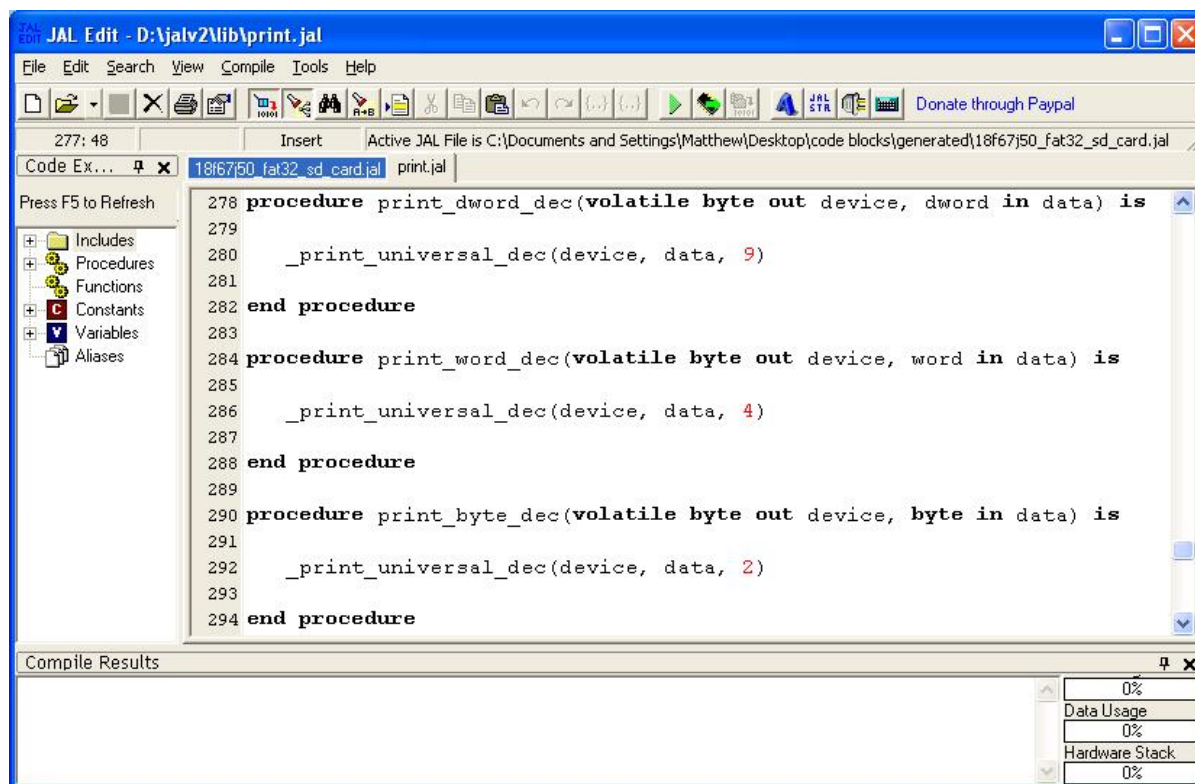 JAL EDIT JAL Edit - D:\jalv2\lib\print.jal
File Edit Search View Compile Tools Help
Donate through Paypal
277: 48 Insert Active JAL File is C:\Documents and Settings\Matthew\Desktop\code blocks\generated\18f67j50_fat32_sd_card.jal
Code Ex... 18f67j50_fat32_sd_card.jal print.jal
Press F5 to Refresh
Includes
Procedures
Functions
Constants
Variables
Aliases
278 procedure print_dword_dec(volatile byte out device, dword in data) is
279
280 _print_universal_dec(device, data, 9)
281
282 end procedure
283
284 procedure print_word_dec(volatile byte out device, word in data) is
285
286 _print_universal_dec(device, data, 4)
287
288 end procedure
289
290 procedure print_byte_dec(volatile byte out device, byte in data) is
291
292 _print_universal_dec(device, data, 2)
293
294 end procedure
Compile Results
0%
Data Usage
0%
Hardware Stack
0%